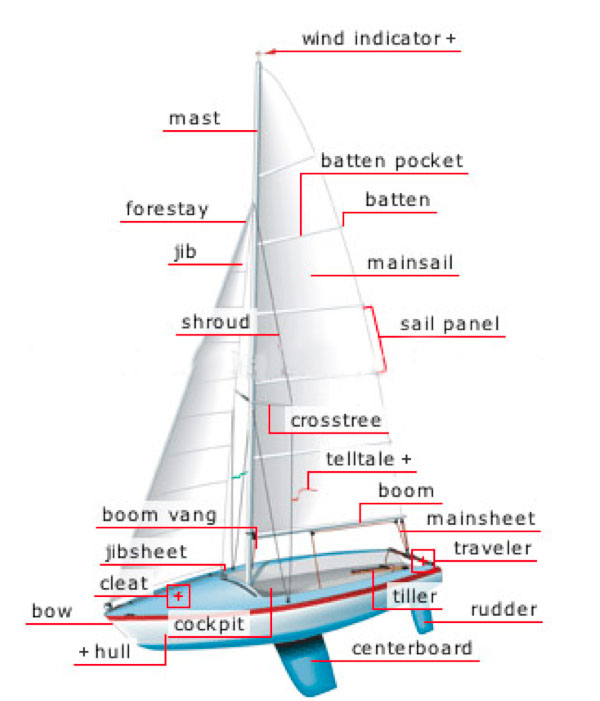 wind indicator +
mast
batten pocket
batten
forestay
jib
mainsail
shroud
sail panel
crosstree
telltale +
boom
boom vang
mainsheet
jibsheet
traveler
cleat
tiller
bow
rudder
cockpit
+ hull
centerboard